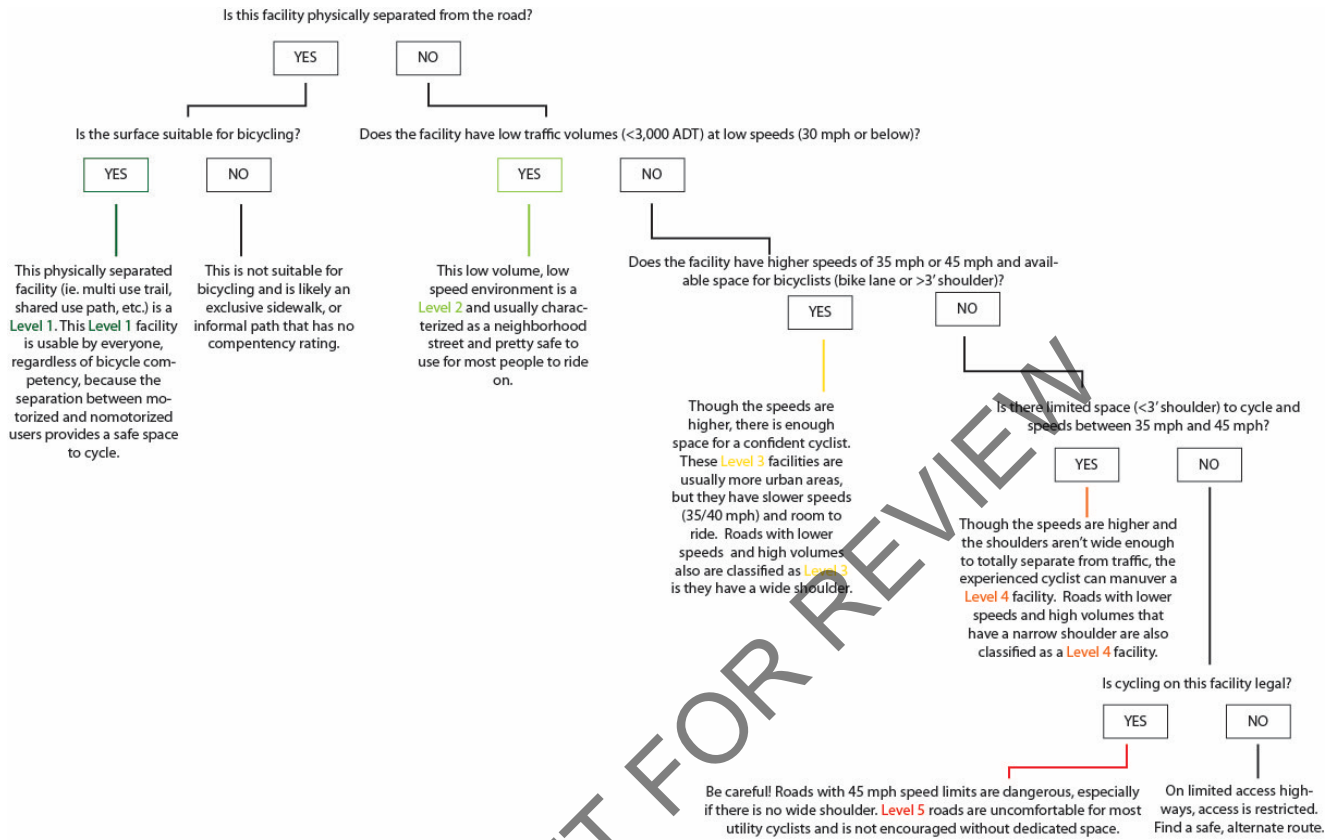 Is this facility physically separated from the road?
YES
NO
Is the surface suitable for bicycling?
Does the facility have low traffic volumes (<3,000 ADT) at low speeds (30 mph or below)?
YES
NO
YES
NO
This physically separated
facility (ie. multi use trail,
shared use path, etc.) is a
Level 1. This Level 1 facility
is usable by everyone,
regardless of bicycle com-
petency, because the
separation between mo-
torized and nomotorized
users provides a safe space
to cycle.
This is not suitable for
bicycling and is likely an
exclusive sidewalk, or
informal path that has no
compentency rating.
This low volume, low
speed environment is a
Level 2 and usually charac-
terized as a neighborhood
street and pretty safe to
use for most people to ride
on.
Does the facility have higher speeds of 35 mph or 45 mph and avail-
able space for bicyclists (bike lane or >3' shoulder)?
YES
NO
Though the speeds are
higher, there is enough
space for a confident cyclist.
These Level 3 facilities are
usually more urban areas,
but they have slower speeds
(35/40 mph) and room to
ride. Roads with lower
speeds and high volumes
also are classified as Level 3
is they have a wide shoulder.
Is there limited space (<3' shoulder) to cycle and
speeds between 35 mph and 45 mph?
YES
NO
Though the speeds are higher and
the shoulders aren't wide enough
to totally separate from traffic, the
experienced cyclist can manuver a
Level 4 facility. Roads with lower
speeds and high volumes that
have a narrow shoulder are also
classified as a Level 4 facility.
Is cycling on this facility legal?
YES
NO
Be careful! Roads with 45 mph speed limits are dangerous, especially
if there is no wide shoulder. Level 5 roads are uncomfortable for most
utility cyclists and is not encouraged without dedicated space.
On limited access high-
ways, access is restricted.
Find a safe, alternate route.
FOR REVIEW